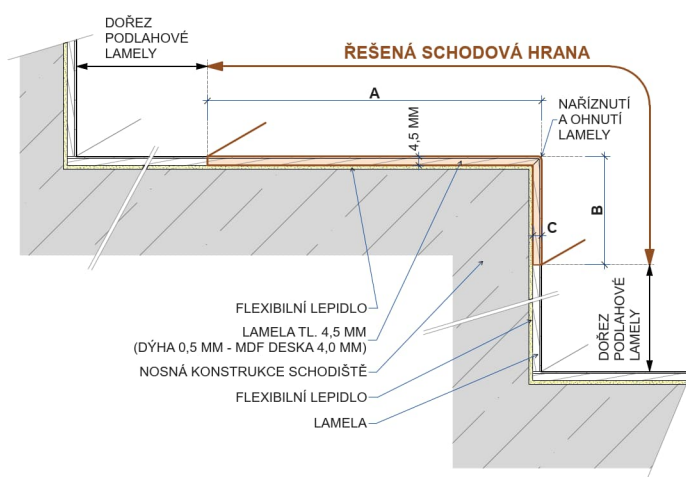 DOŘEZ
PODLAHOVÉ
LAMELY
ŘEŠENÁ SCHODOVÁ HRANA
A
NAŘÍZNUTÍ
A OHNUTÍ
LAMELY
4,5 MM
B
C
FLEXIBILNÍ LEPIDLO
LAMELA TL. 4,5 MM
(DÝHA 0,5 MM - MDF DESKA 4,0 MM)
NOSNÁ KONSTRUKCE SCHODIŠTĚ
FLEXIBILNÍ LEPIDLO
LAMELA
DOŘEZ
PODLAHOVÉ
LAMELY